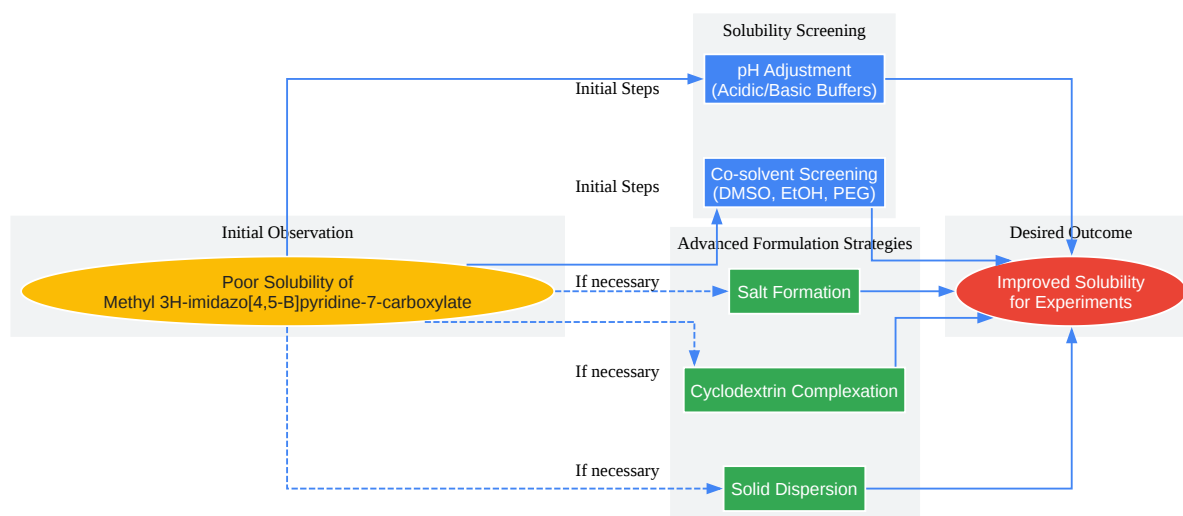 Solubility Screening
pH Adjustment
(Acidic/Basic Buffers)
Initial Steps
Co-solvent Screening
(DMSO, EtOH, PEG)
Initial Steps
Initial Observation
Advanced Formulation Strategies
Desired Outcome
Poor Solubility of
Methyl 3H-imidazo[4,5-B]pyridine-7-carboxylate
If necessary
Salt Formation
Improved Solubility
for Experiments
If necessary
Cyclodextrin Complexation
If necessary
Solid Dispersion